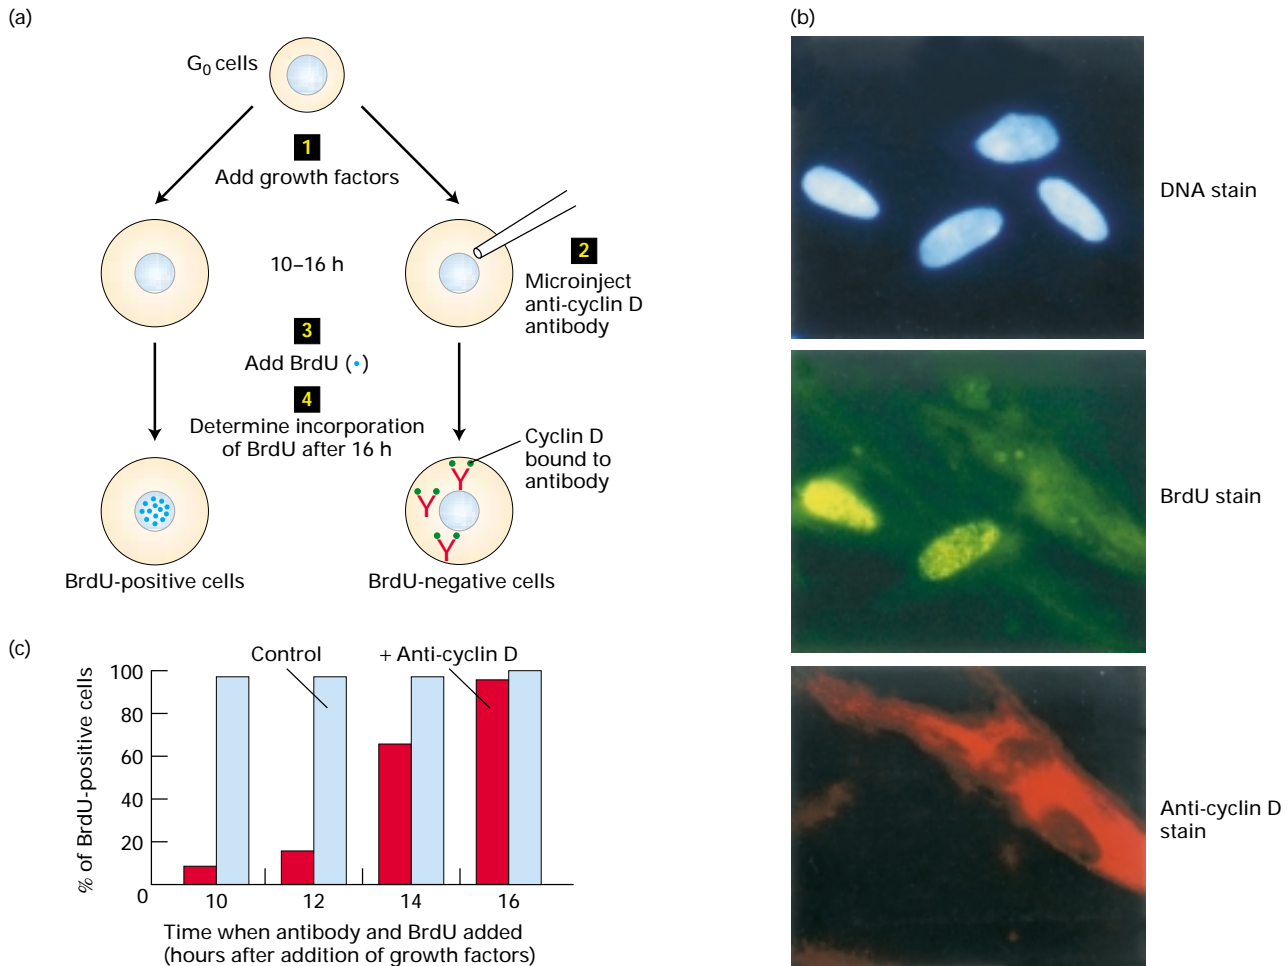 (a)
G0 cells
1
Add growth factors
10–16 h
2
Microinject
anti-cyclin D
antibody
3
Add BrdU (•)
4
Determine incorporation
of BrdU after 16 h
Cyclin D
bound to
antibody
BrdU-positive cells
BrdU-negative cells
(b)
DNA stain
BrdU stain
Anti-cyclin D
stain
(c)
Control
+ Anti-cyclin D
% of BrdU-positive cells
100
80
60
40
20
0
10
12
14
16
Time when antibody and BrdU added
(hours after addition of growth factors)